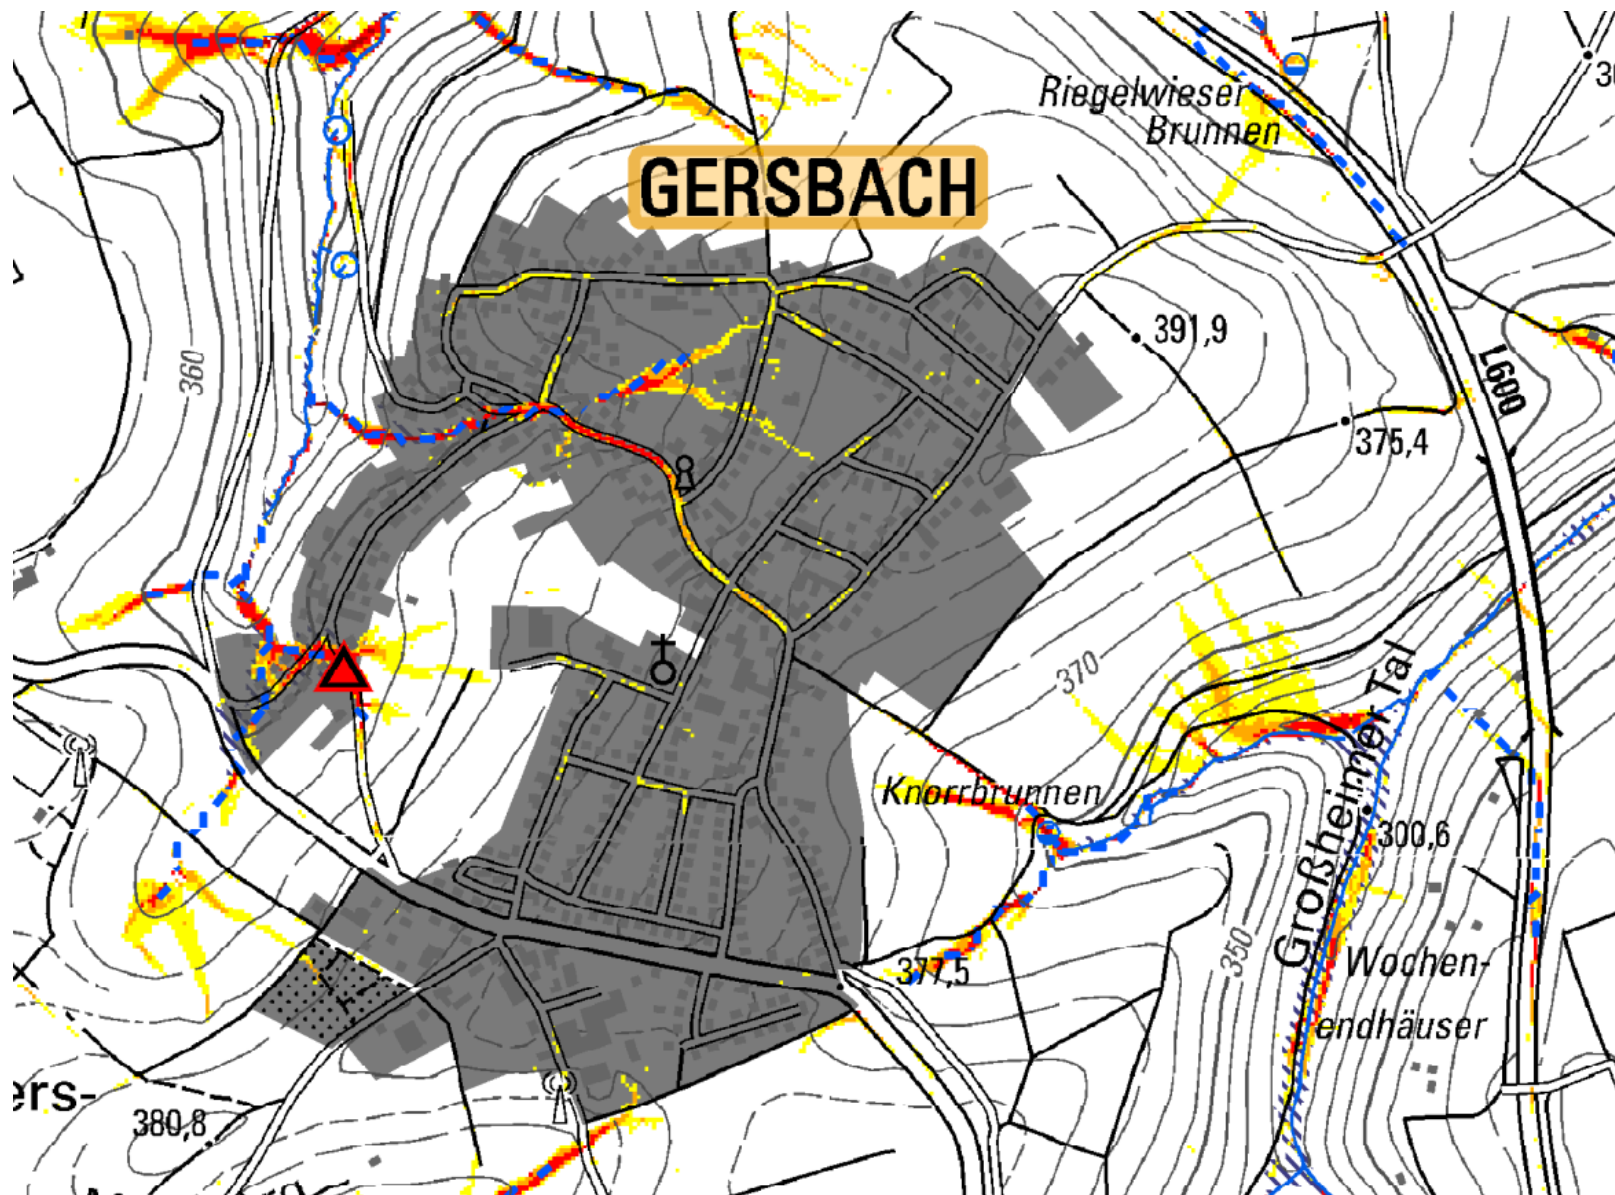 Riegelwieser
Brunnen
GERSBACH
391,9
360
L600
375,4
370
Großheimer Tal
Knorrbrunnen
300,6
350
377,5
Wochen-
endhäuser
ers-
380,8